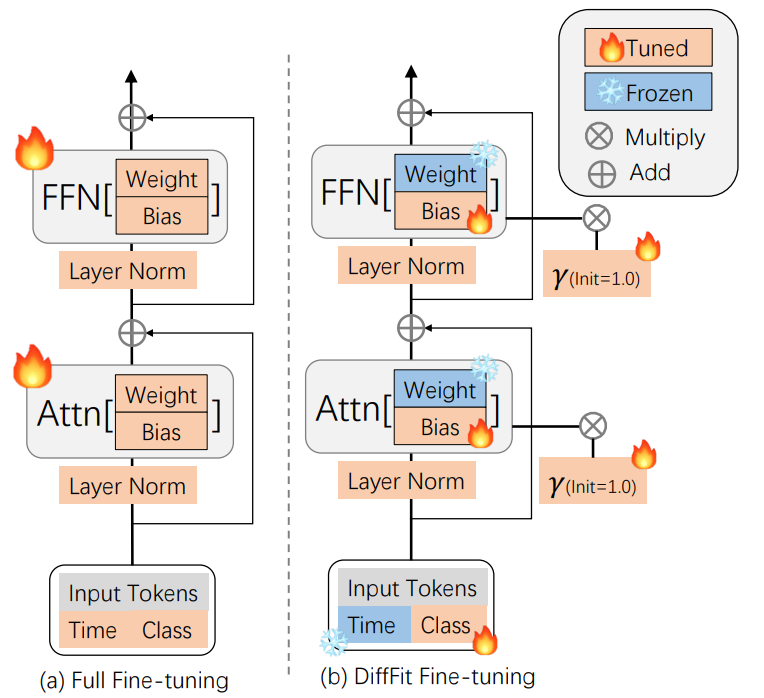 Tuned
Frozen
Multiply
Add
FFN[
Weight
Bias
]
Layer Norm
Attn[
Weight
Bias
]
Layer Norm
Input Tokens
Time Class
(a) Full Fine-tuning
FFN[
Weight
Bias
]
γ(Init=1.0)
Layer Norm
Attn[
Weight
Bias
]
γ(Init=1.0)
Layer Norm
Input Tokens
Time Class
(b) DiffFit Fine-tuning